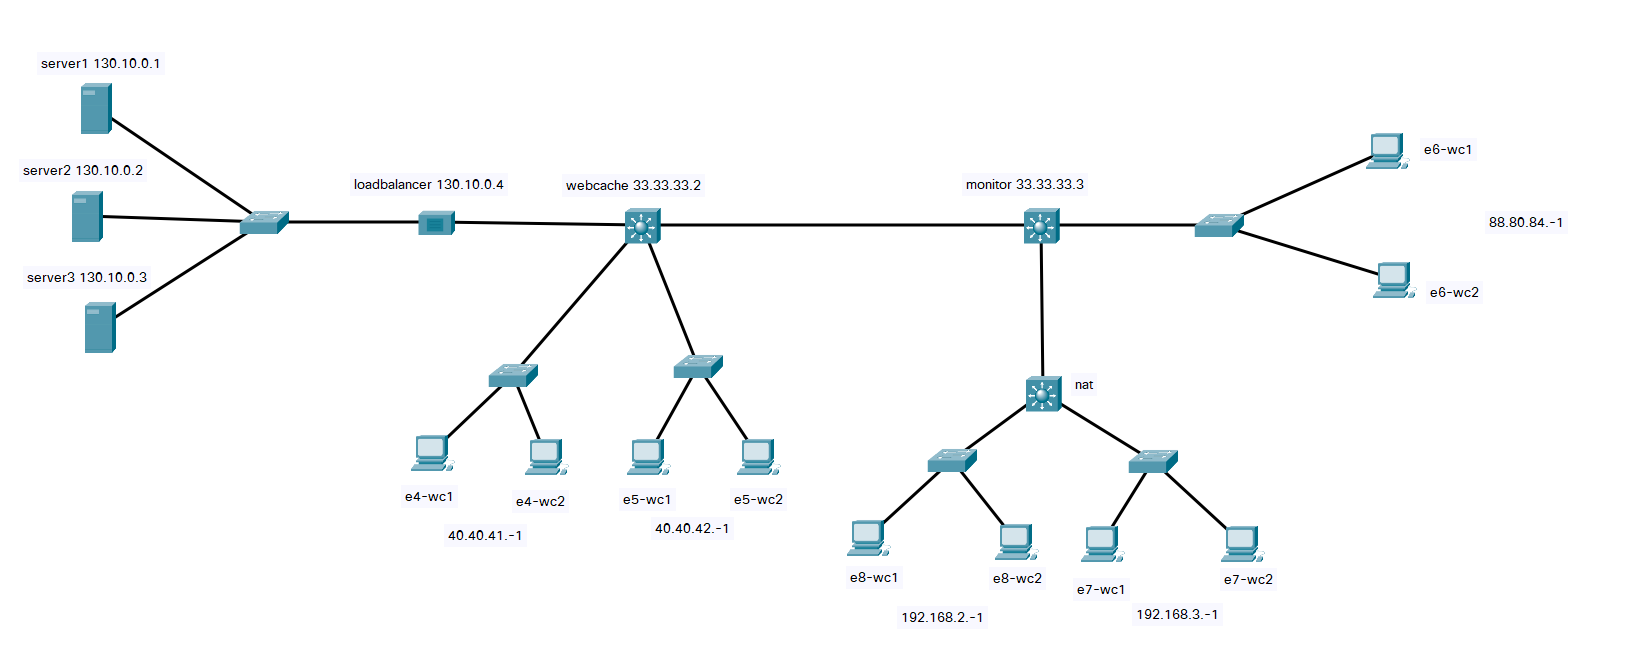 server1 130.10.0.1
server2 130.10.0.2
server3 130.10.0.3
loadbalancer 130.10.0.4
webcache 33.33.33.2
monitor 33.33.33.3
e6-wc1
88.80.84.-1
e6-wc2
nat
e4-wc1
e4-wc2
40.40.41.-1
e5-wc1
e5-wc2
40.40.42.-1
e8-wc1
e8-wc2
192.168.2.-1
e7-wc1
e7-wc2
192.168.3.-1